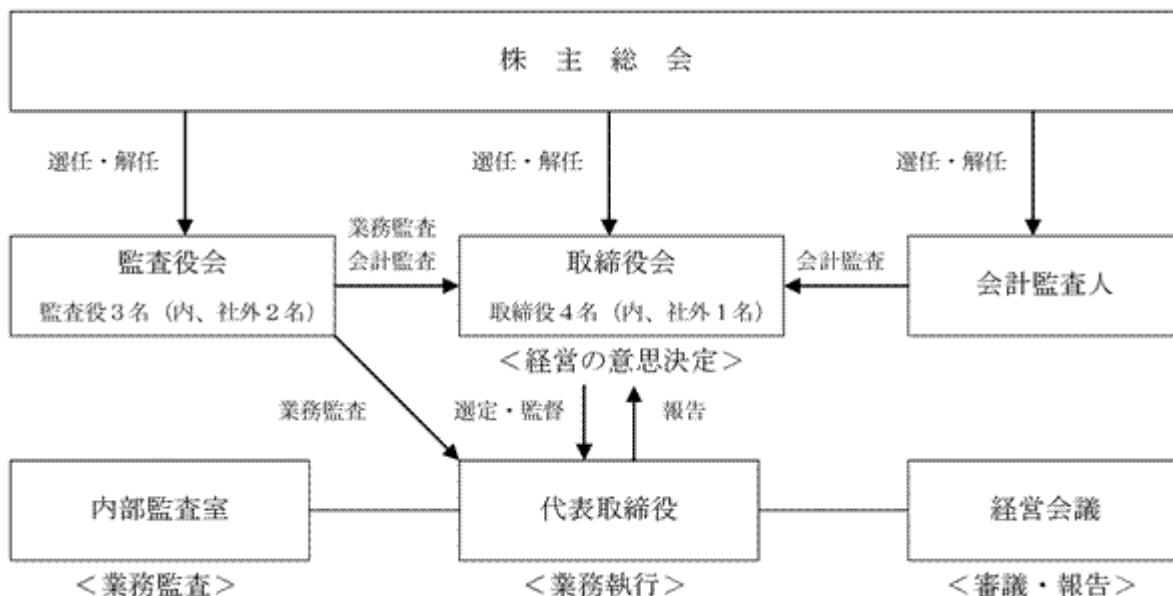 株 主 総 会
選任・解任
選任・解任
選任・解任
業務監査
会計監査
会計監査
監査役会
監査役3名(内、社外2名)
取締役会
取締役4名(内、社外1名)
会計監査人
<経営の意思決定>
業務監査
選定・監督
報告
内部監査室
代表取締役
経営会議
<業務監査>
<業務執行>
<審議・報告>